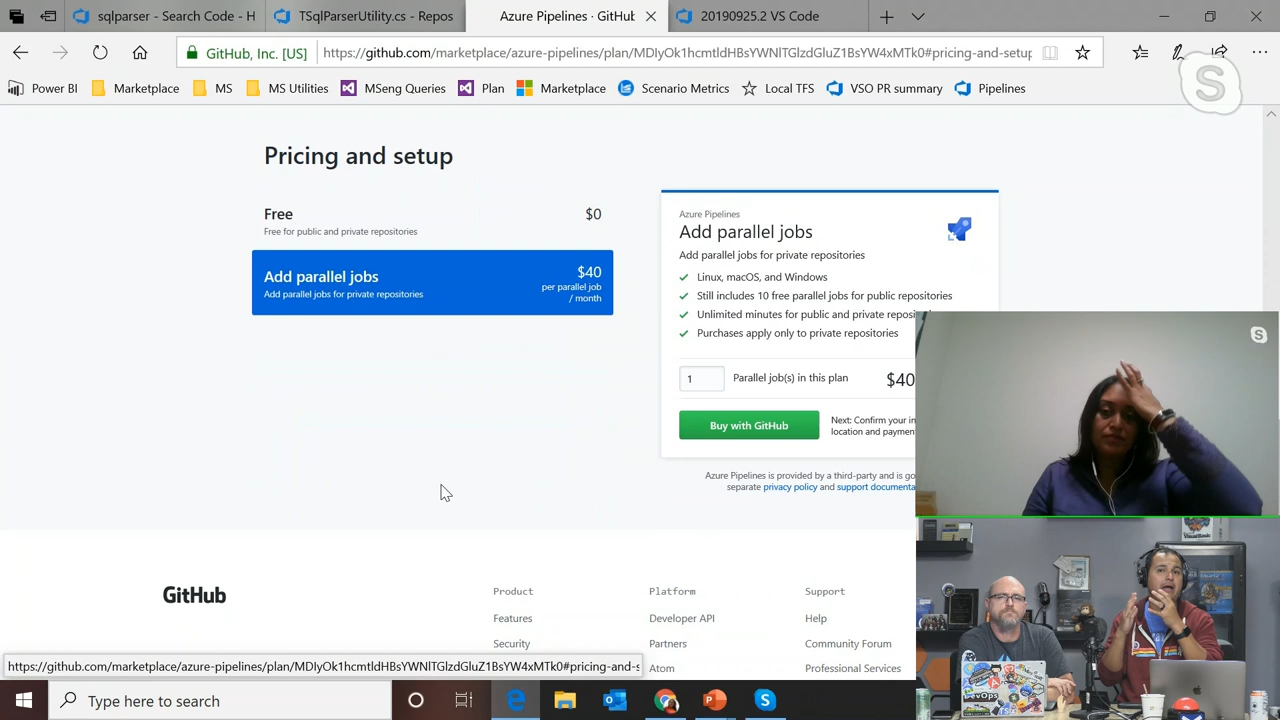 sqlparser - Search Code - H
TSqlParserUtility.cs - Repos
Azure Pipelines · GitHub
20190925.2 VS Code
GitHub, Inc. [US]
https://github.com/marketplace/azure-pipelines/plan/MDIyOk1hcmtldHBsYWNlTGlzdGluZ1BsYW4xMTk0#pricing-and-setup
Power BI
Marketplace
MS
MS Utilities
MSeng Queries
Plan
Marketplace
Scenario Metrics
Local TFS
VSO PR summary
Pipelines
Pricing and setup
Free
$0
Free for public and private repositories
Add parallel jobs
$40
per parallel job
/ month
Add parallel jobs for private repositories
Azure Pipelines
Add parallel jobs
Add parallel jobs for private repositories
Linux, macOS, and Windows
Still includes 10 free parallel jobs for public repositories
Unlimited minutes for public and private reposi
Purchases apply only to private repositories
1
Parallel job(s) in this plan
$40
Buy with GitHub
Next: Confirm your in
location and payment
Azure Pipelines is provided by a third-party and is go
separate privacy policy and support documenta
GitHub
Product
Platform
Support
Features
Developer API
Help
Security
Partners
Community Forum
Atom
Professional Services
https://github.com/marketplace/azure-pipelines/plan/MDIyOk1hcmtldHBsYWNlTGlzdGluZ1BsYW4xMTk0#pricing-and-s
Type here to search
DevOps